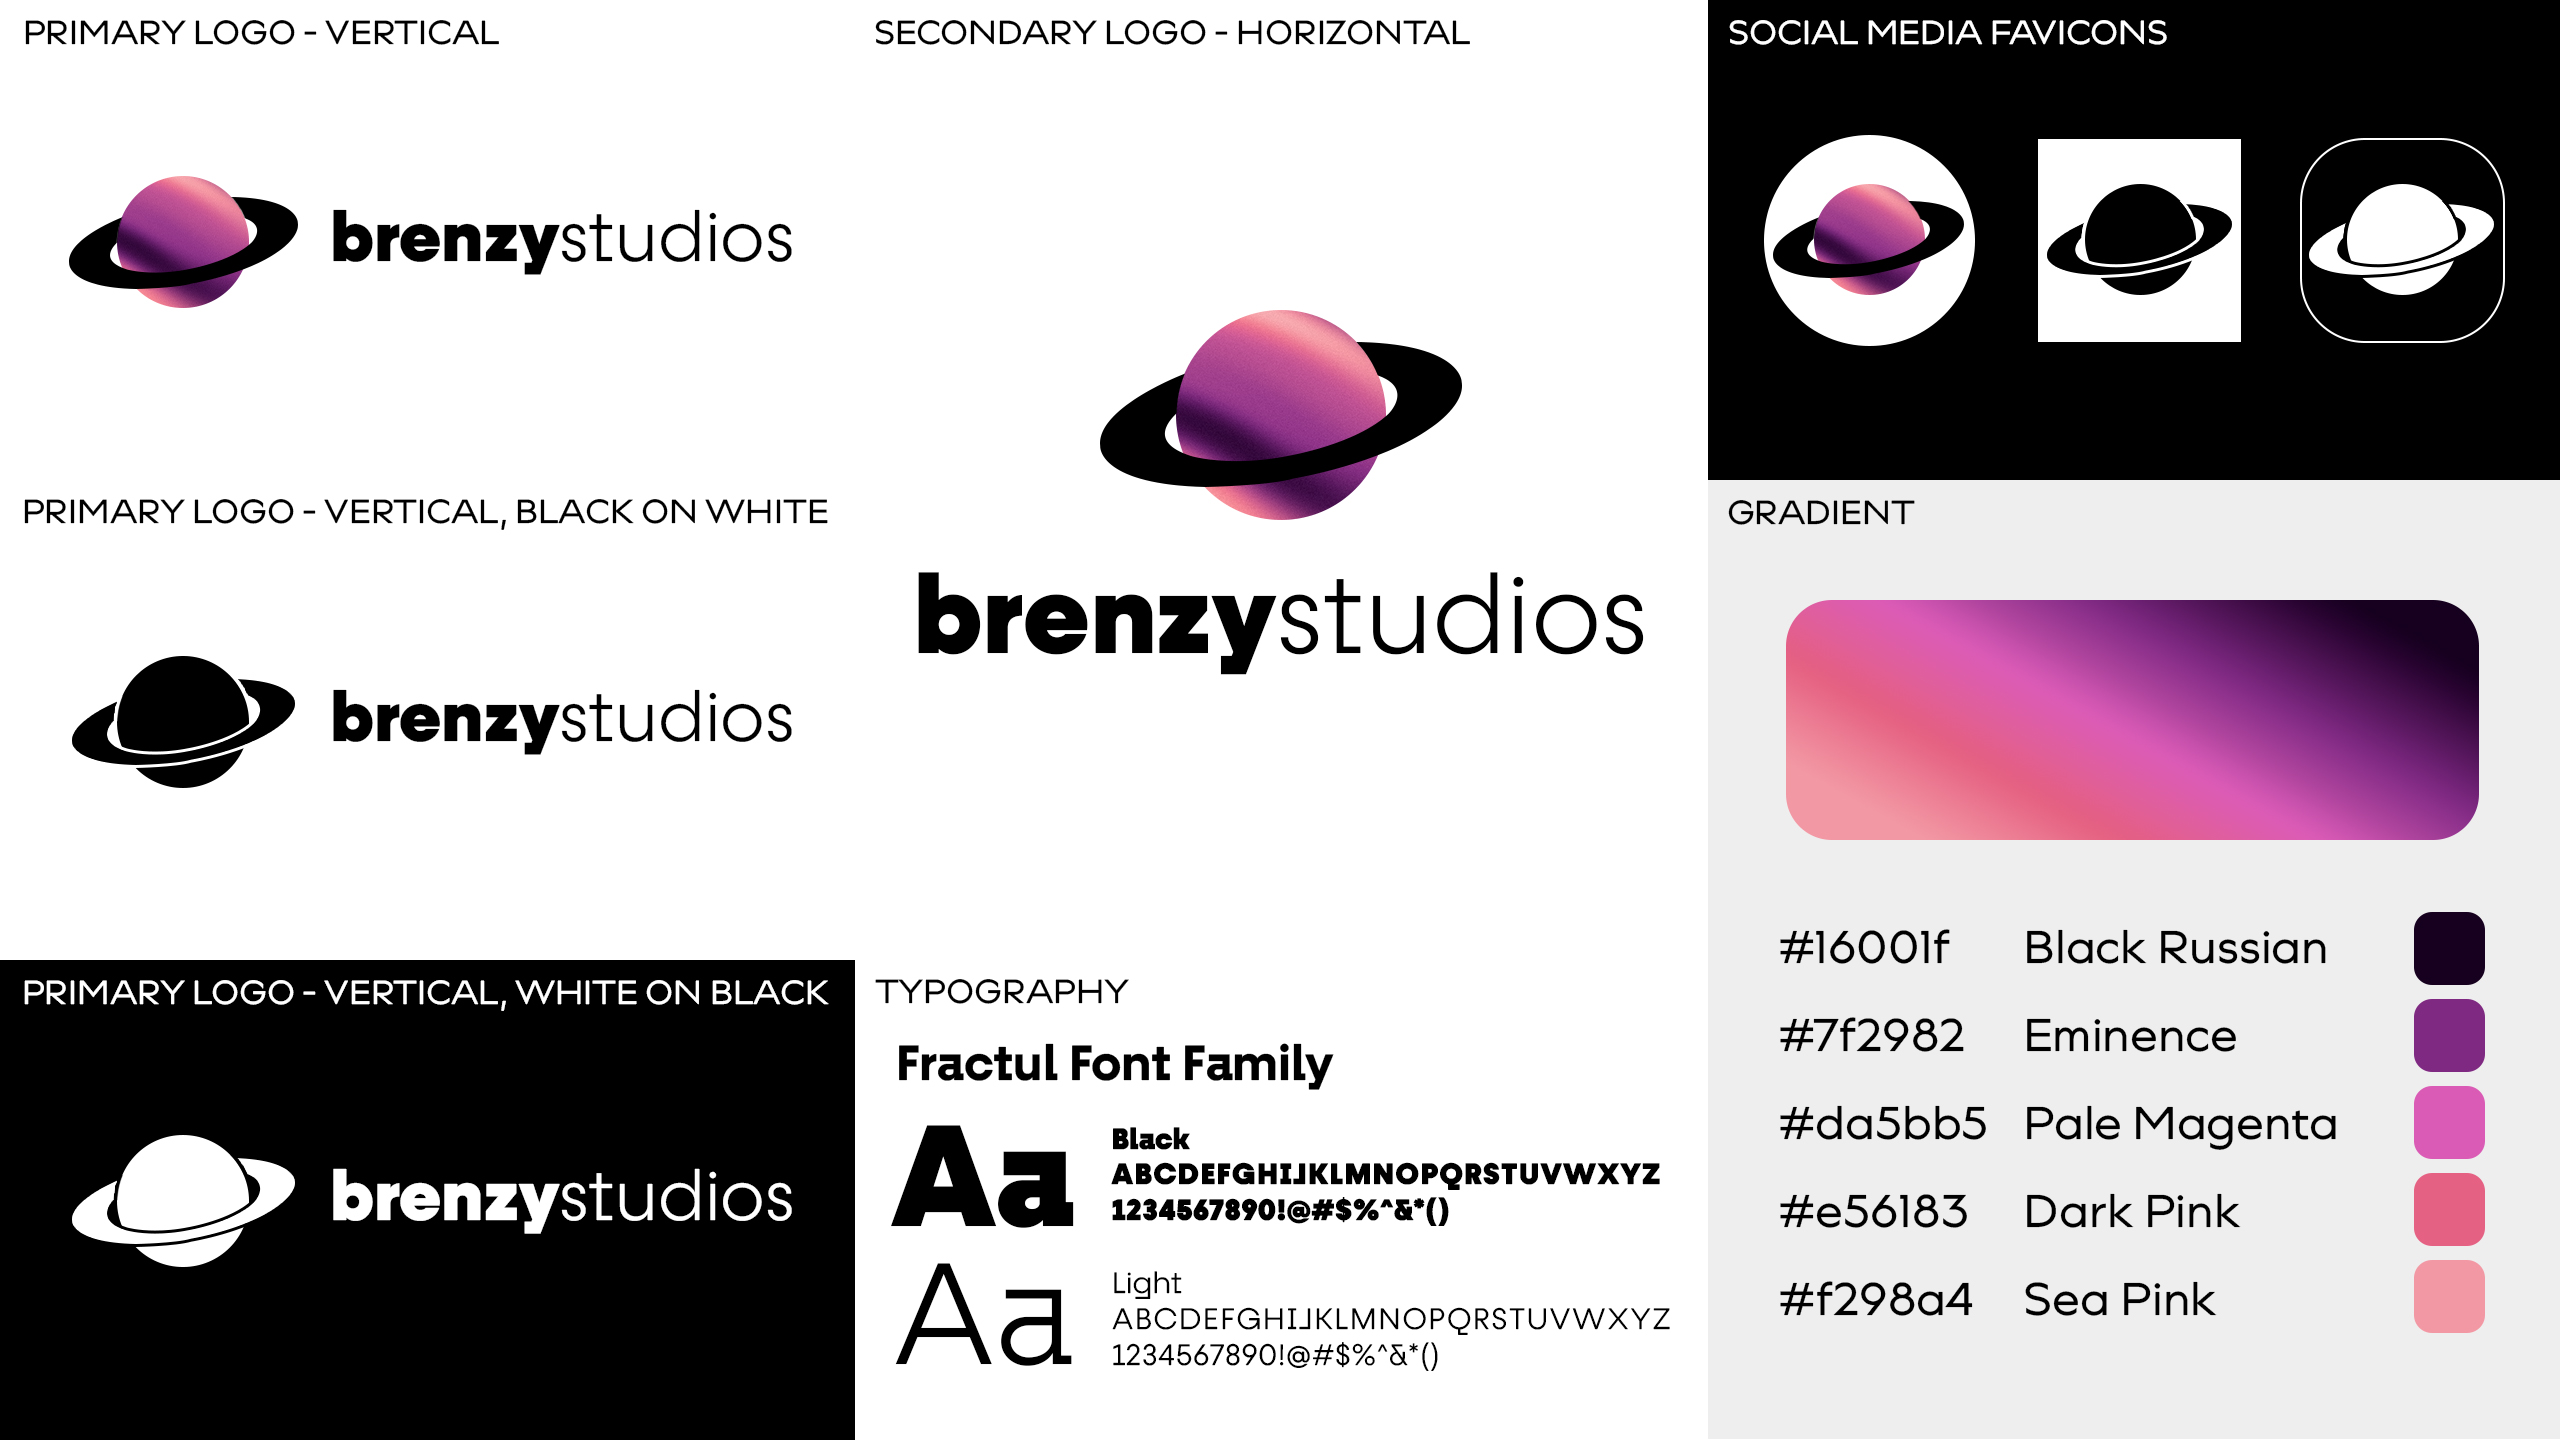 PRIMARY LOGO - VERTICAL
brenzystudios
PRIMARY LOGO - VERTICAL, BLACK ON WHITE
brenzystudios
PRIMARY LOGO - VERTICAL, WHITE ON BLACK
brenzystudios
SECONDARY LOGO - HORIZONTAL
brenzystudios
TYPOGRAPHY
Fractul Font Family
Aa
Black
ABCDEFGHIJKLMNOPQRSTUVWXYZ
1234567890!@#$%^&*()
Aa
Light
ABCDEFGHIJKLMNOPQRSTUVWXYZ
1234567890!@#$%^&*()
SOCIAL MEDIA FAVICONS
GRADIENT
#16001f Black Russian
#7f2982 Eminence
#da5bb5 Pale Magenta
#e56183 Dark Pink
#f298a4 Sea Pink